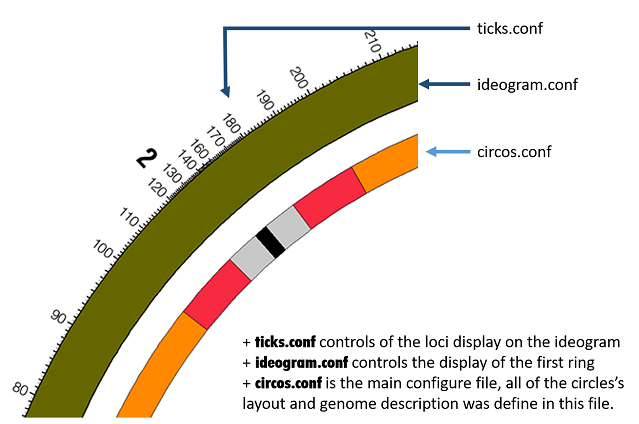 ticks.conf
ideogram.conf
circos.conf
2
80
90
100
110
120
130
140
160
170
180
190
200
210
+ ticks.conf controls of the loci display on the ideogram
+ ideogram.conf controls the display of the first ring
+ circos.conf is the main configure file, all of the circles's
layout and genome description was define in this file.